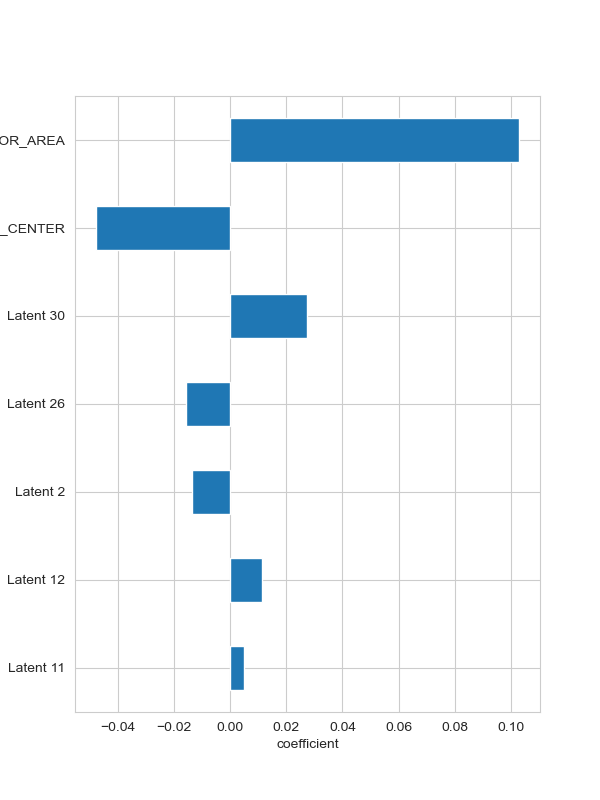 OR_AREA
_CENTER
Latent 30
Latent 26
Latent 2
Latent 12
Latent 11
−0.04 −0.02 0.00 0.02 0.04 0.06 0.08 0.10
coefficient